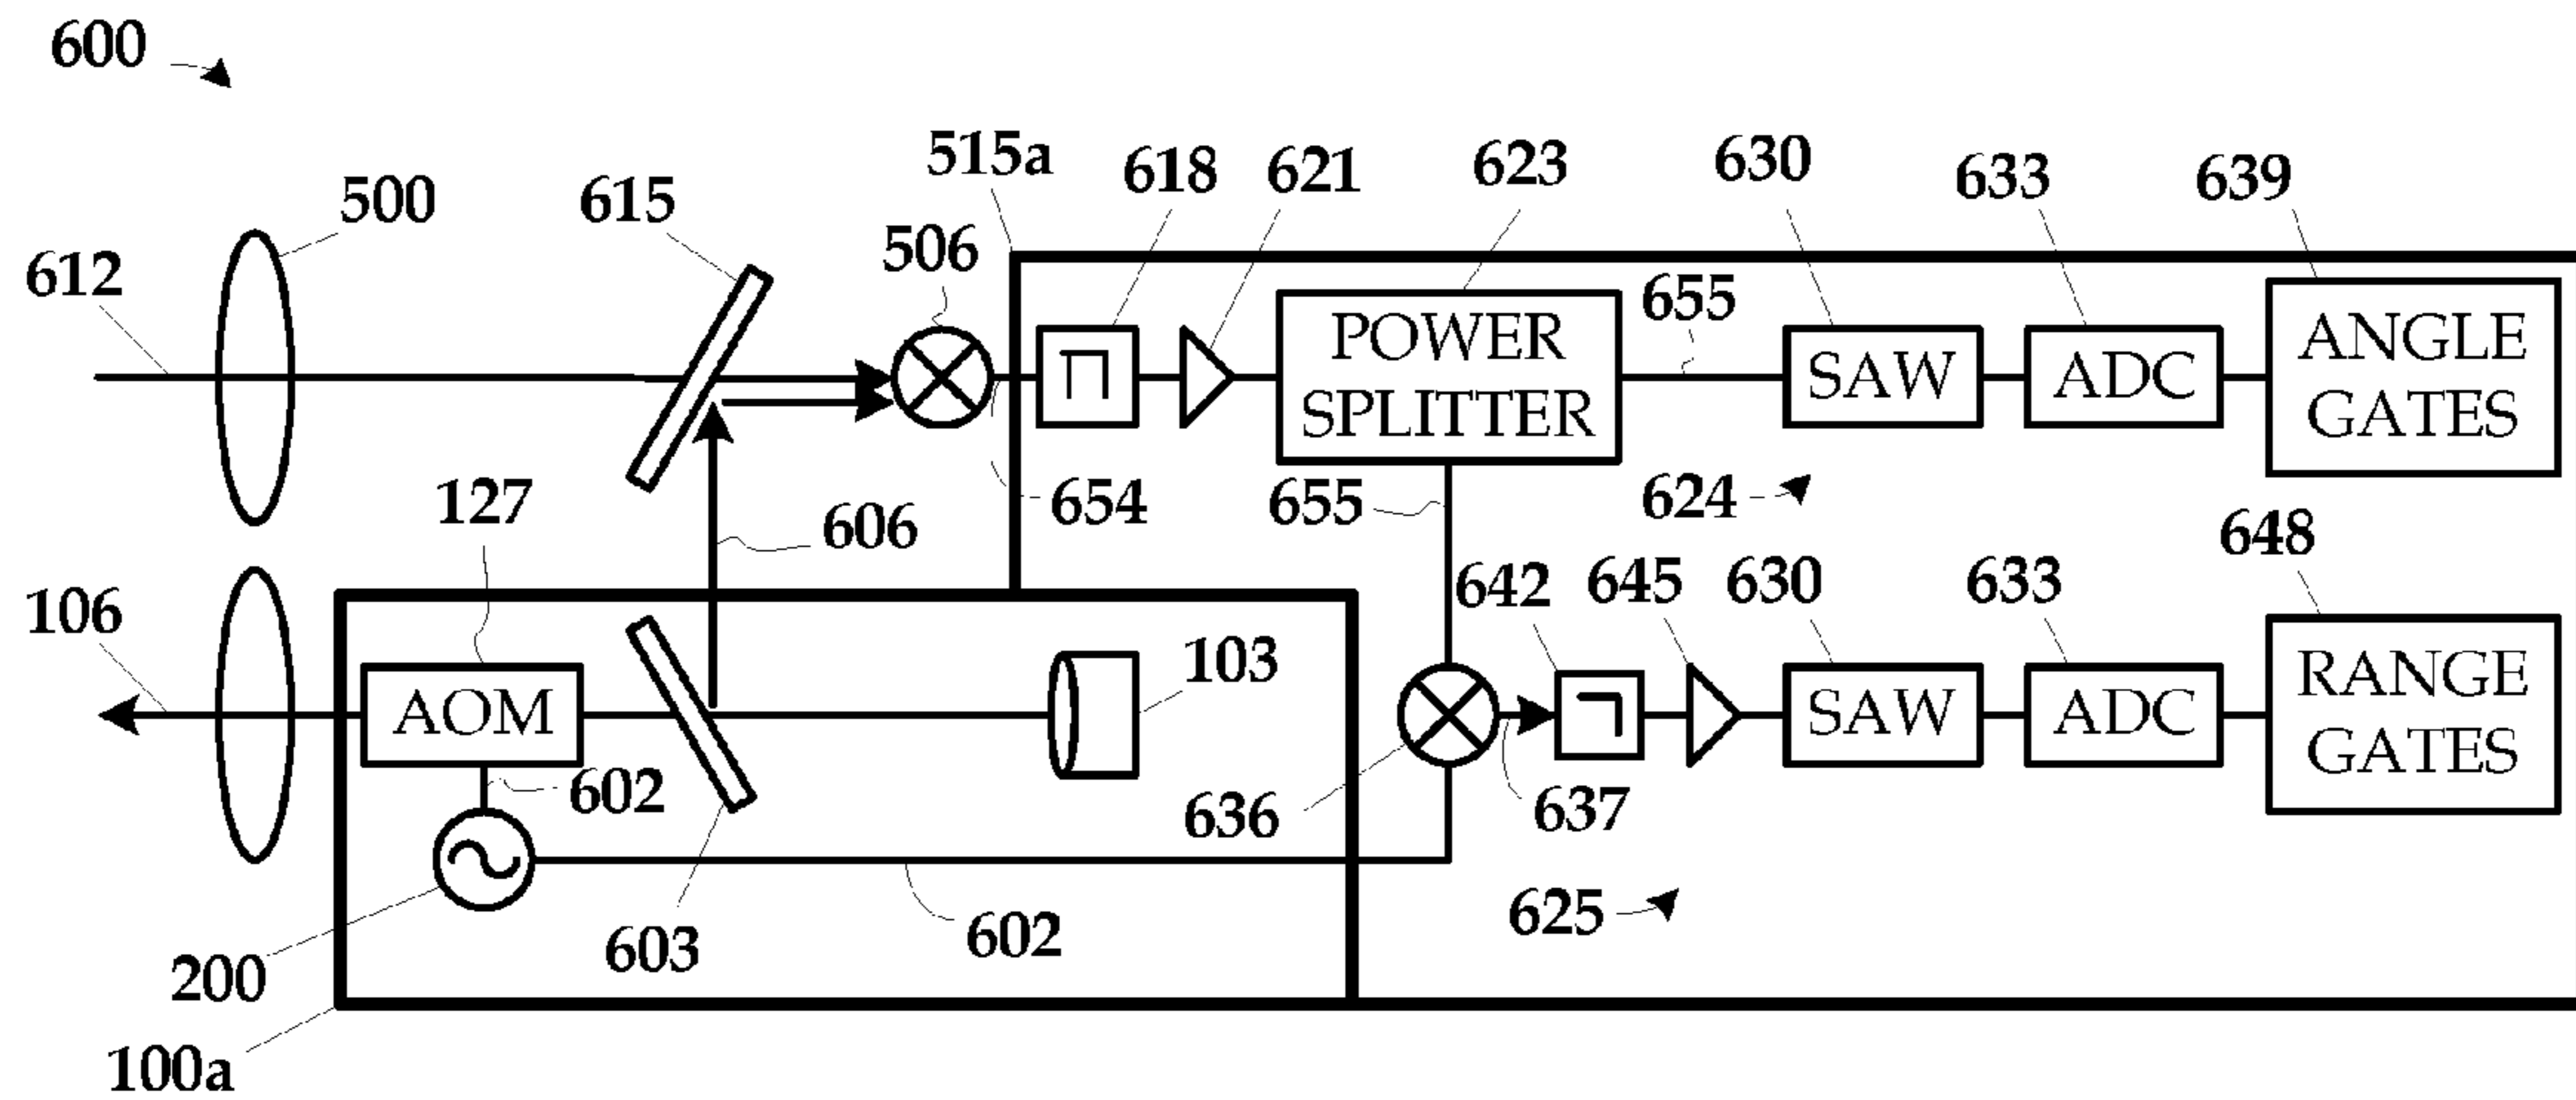 600
515a
618
621
623
630
633
639
500
615
506
612
655
POWER
SPLITTER
SAW
ADC
ANGLE
GATES
127
654
655
624
606
648
106
642
645
630
633
103
AOM
SAW
ADC
RANGE
GATES
602
636
637
603
602
625
200
100a